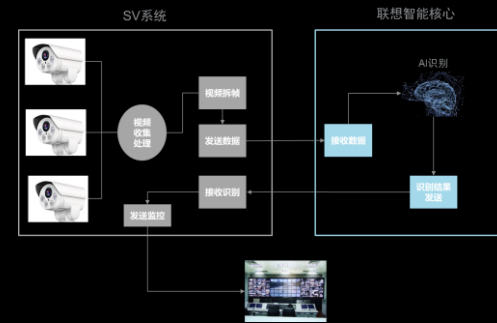 SV系统
联想智能核心
AI识别
视频拆帧
视频
收集
处理
发送数据
接收数据
接收识别
识别结果
发送
发送监控